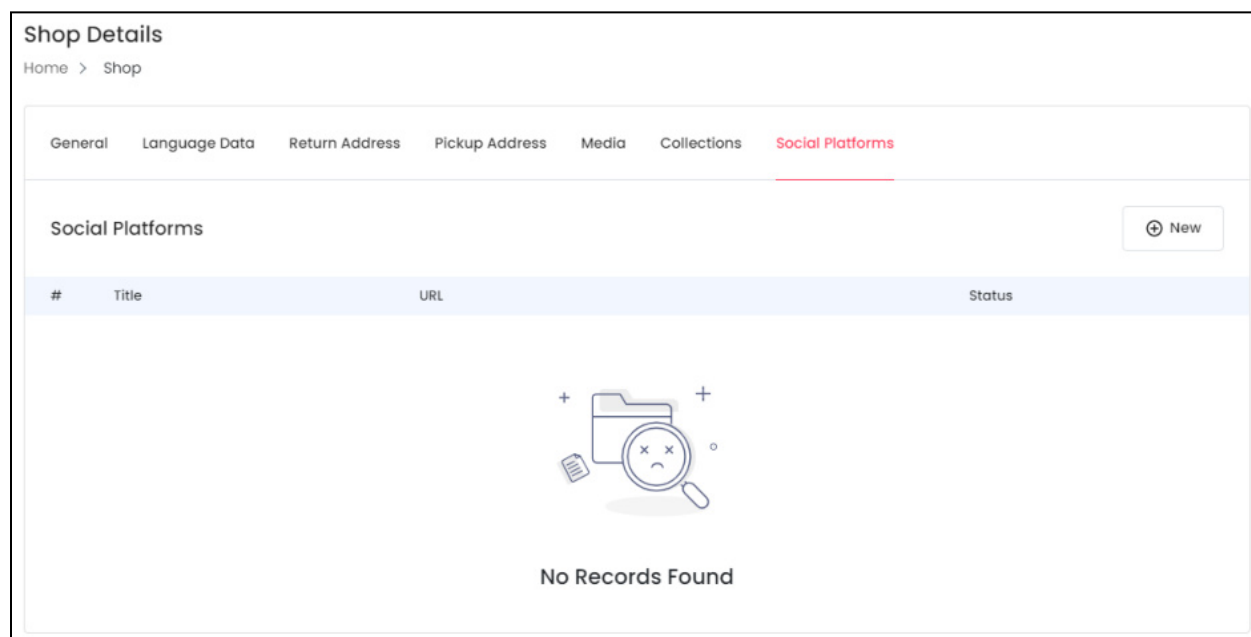 Shop Details
Home > Shop
General Language Data Return Address Pickup Address Media Collections Social Platforms
Social Platforms
New
# Title URL Status
No Records Found